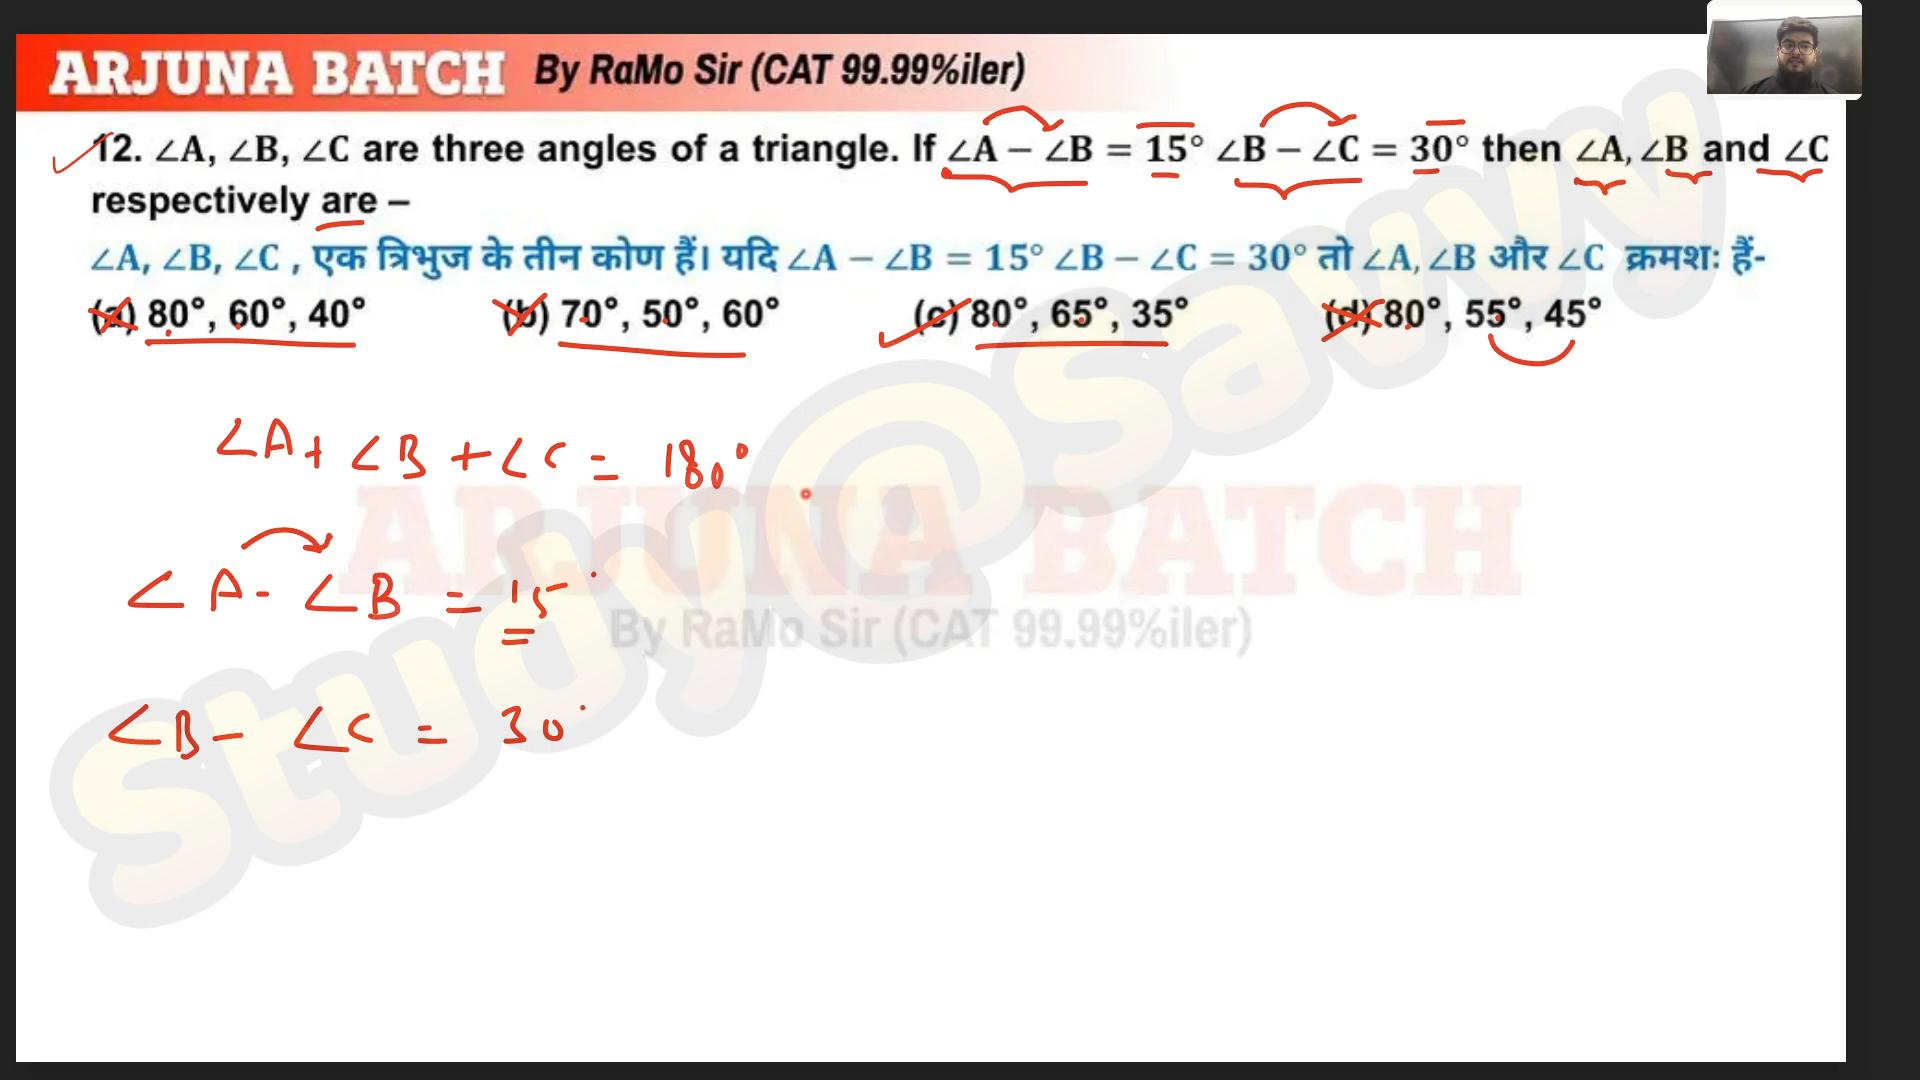 ARJUNA BATCH By RaMo Sir (CAT 99.99%iler)
12. ∠A, ∠B, ∠C are three angles of a triangle. If ∠A − ∠B = 15° ∠B − ∠C = 30° then ∠A, ∠B and ∠C
respectively are –
∠A, ∠B, ∠C , एक त्रिभुज के तीन कोण हैं। यदि ∠A − ∠B = 15° ∠B − ∠C = 30° तो ∠A, ∠B और ∠C क्रमशः हैं-
(a) 80°, 60°, 40° (b) 70°, 50°, 60° (c) 80°, 65°, 35° (d) 80°, 55°, 45°
∠A + ∠B + ∠C = 180°
∠A - ∠B = 15°
∠B - ∠C = 30°
ARJUNA BATCH
By RaMo Sir (CAT 99.99%iler)
Study@Savvy